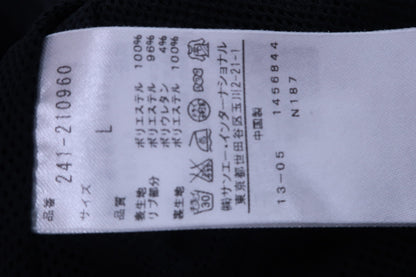 品番
241-210960
サイズ
L
品質
表生地 ポリエステル 100%
リブ部分 ポリエステル 96%
ポリウレタン 4%
裏生地 ポリエステル 100%
30
㈱サンエー・インターナショナル
東京都世田谷区玉川2-21-1
中国製
13-05 1456844
N187